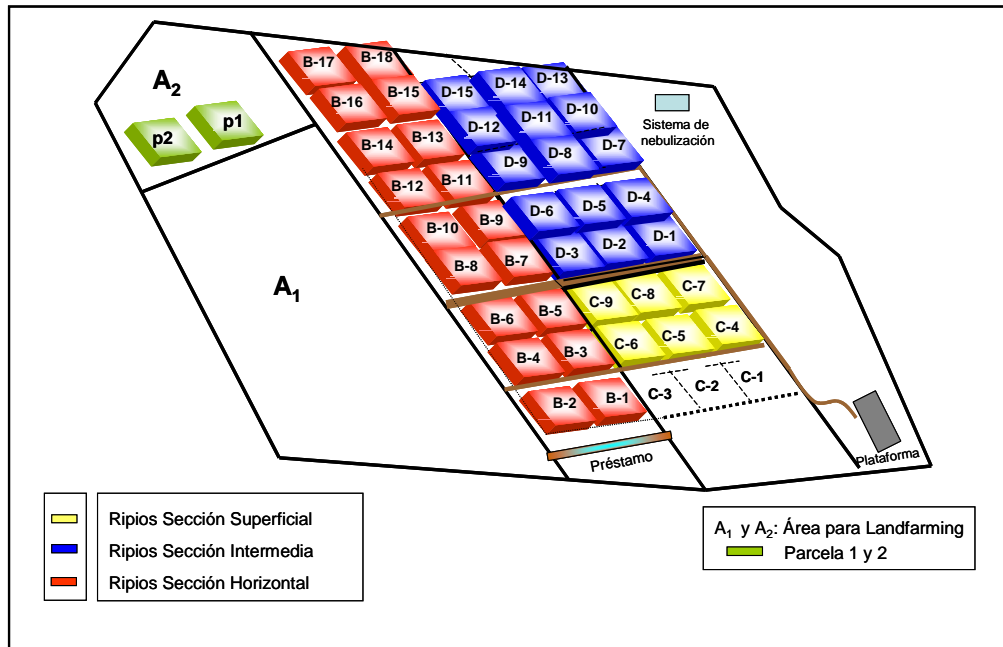 A2
p2
p1
A1
B-17
B-18
B-16
B-15
B-14
B-13
B-12
B-11
B-10
B-9
B-8
B-7
B-6
B-5
B-4
B-3
B-2
B-1
D-15
D-14
D-13
D-12
D-11
D-10
D-9
D-8
D-7
D-6
D-5
D-4
D-3
D-2
D-1
C-9
C-8
C-7
C-6
C-5
C-4
C-3
C-2
C-1
Sistema de
nebulización
Plataforma
Préstamo
Ripios Sección Superficial
Ripios Sección Intermedia
Ripios Sección Horizontal
A1 y A2: Área para Landfarming
Parcela 1 y 2